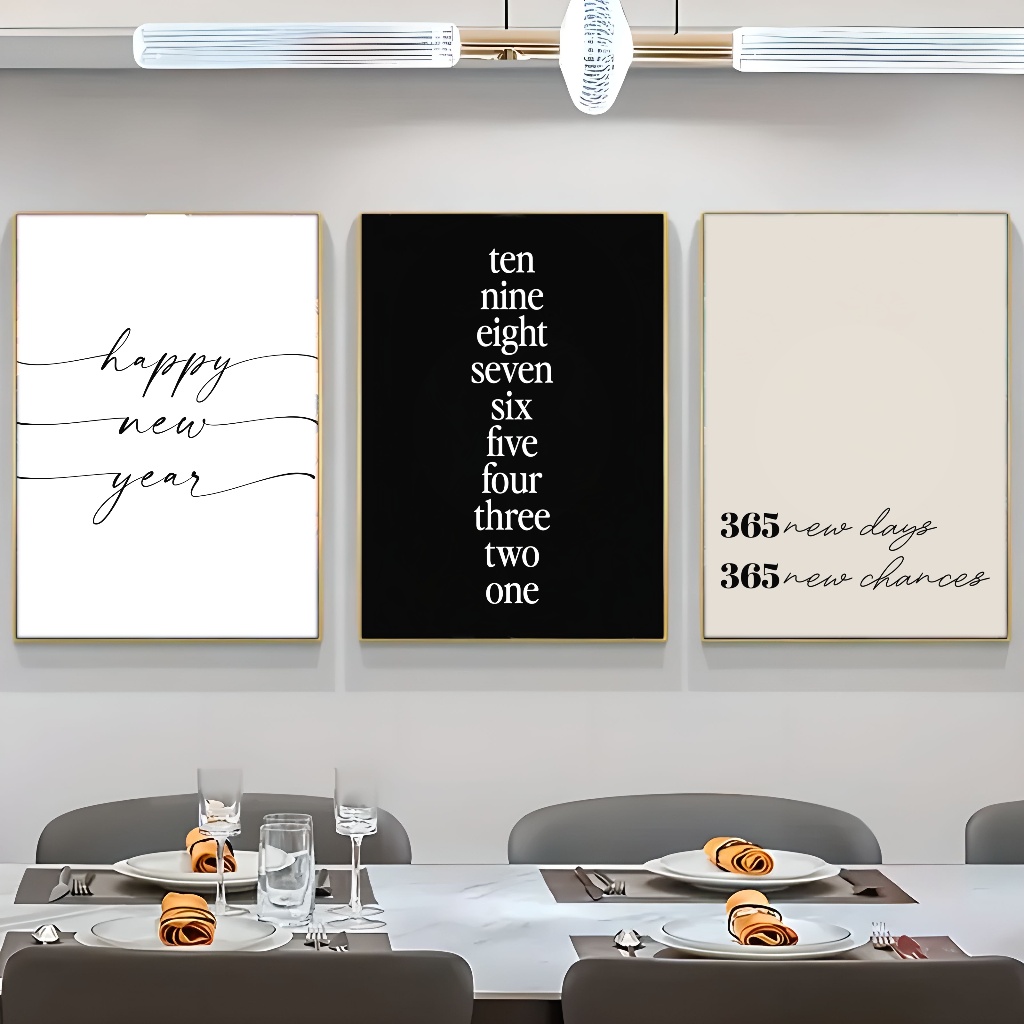 happy
new
year
ten
nine
eight
seven
six
five
four
three
two
one
365 new days
365 new chances